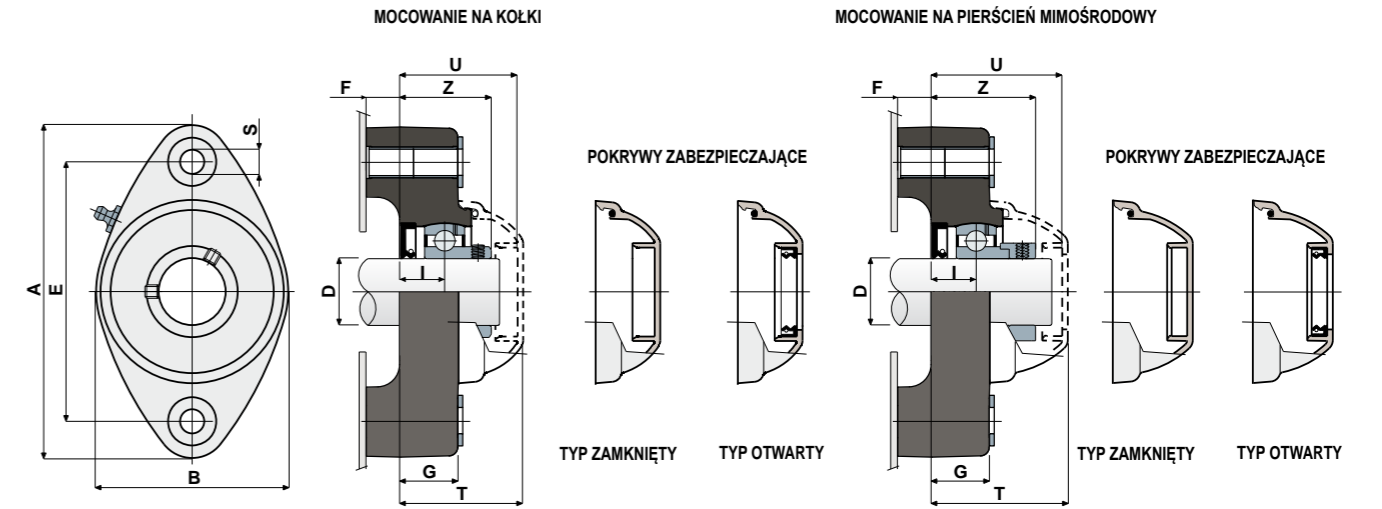 MOCOWANIE NA KOŁKI
MOCOWANIE NA PIERŚCIEŃ MIMOŚRODOWY
U
U
F
Z
F
Z
S
POKRYWY ZABEZPIECZAJĄCE
POKRYWY ZABEZPIECZAJĄCE
A
E
D
I
D
I
TYP ZAMKNIĘTY
TYP OTWARTY
TYP ZAMKNIĘTY
TYP OTWARTY
B
G
G
T
T